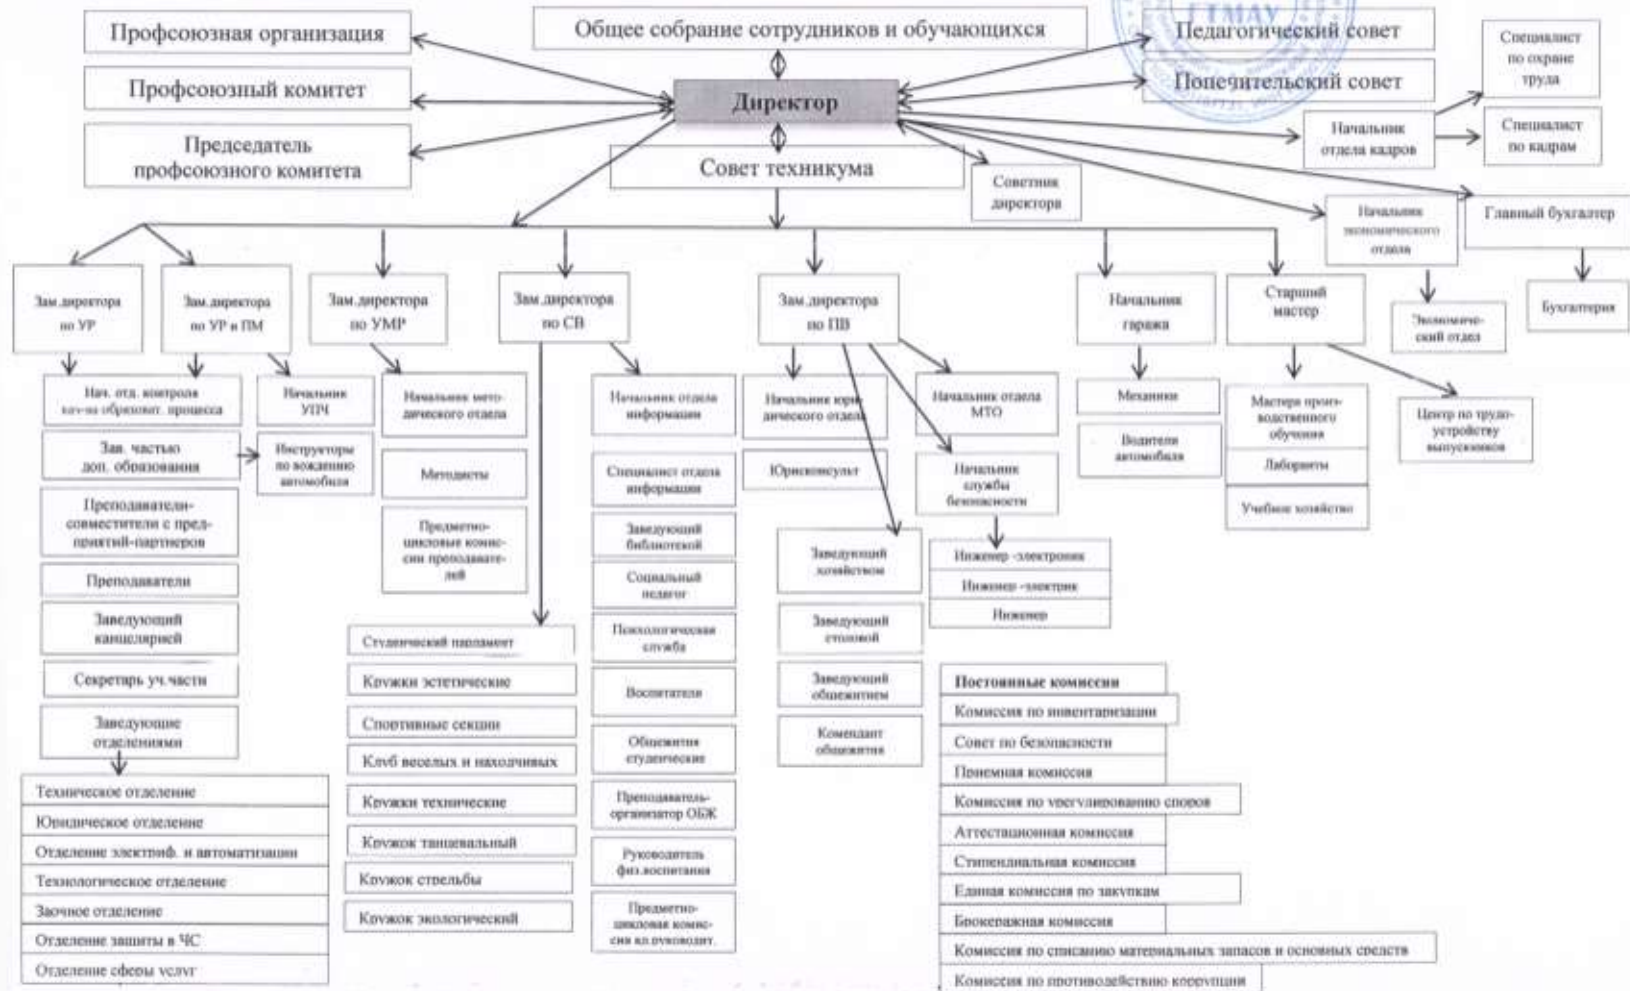 ГТМАУ
Профсоюзная организация
Общее собрание сотрудников и обучающихся
Педагогический совет
Специалист
по охране
труда
Профсоюзный комитет
Директор
Попечительский совет
Председатель
профсоюзного комитета
Совет техникума
Начальник
отдела кадров
Специалист
по кадрам
Советник
директора
Начальник
экономического
отдела
Главный бухгалтер
Зам.директора
по УР
Зам.директора
по УР и ПМ
Зам.директора
по УМР
Зам.директора
по СВ
Зам.директора
по ПВ
Начальник
гаража
Старший
мастер
Экономиче-
ский отдел
Бухгалтерия
Нач. отд. контроля
кач-ва образоват. процесса
Начальник
УПЧ
Начальник мето-
дического отдела
Начальник отдела
информации
Начальник юри-
дического отдела
Начальник отдела
МТО
Механики
Мастера произ-
водственного
обучения
Центр по трудо-
устройству
выпускников
Зав. частью
доп. образования
Инструкторы
по вождению
автомобиля
Методисты
Специалист отдела
информации
Юрисконсульт
Начальник
службы
безопасности
Водители
автомобиля
Лаборанты
Учебное хозяйство
Преподаватели-
совместители с пред-
приятий-партнеров
Предметно-
цикловые комис-
сии преподавате-
лей
Заведующий
библиотекой
Заведующий
хозяйством
Инженер -электроник
Инженер -электрик
Инженер
Преподаватели
Социальный
педагог
Заведующий
канцелярией
Студенческий парламент
Психологическая
служба
Заведующий
столовой
Секретарь уч.части
Кружки эстетические
Воспитатели
Заведующий
общежитием
Заведующие
отделениями
Спортивные секции
Общежития
студенческие
Комендант
общежития
Клуб веселых и находчивых
Кружки технические
Преподаватель-
организатор ОБЖ
Кружок танцевальный
Руководитель
физ.воспитания
Кружок стрельбы
Кружок экологический
Предметно-
цикловая комис-
сия кл.руководит.
Техническое отделение
Юридическое отделение
Отделение электриф. и автоматизации
Технологическое отделение
Заочное отделение
Отделение защиты в ЧС
Отделение сферы услуг
Постоянные комиссии
Комиссия по инвентаризации
Совет по безопасности
Приемная комиссия
Комиссия по урегулированию споров
Аттестационная комиссия
Стипендиальная комиссия
Единая комиссия по закупкам
Брокеражная комиссия
Комиссия по списанию материальных запасов и основных средств
Комиссия по противодействию коррупции